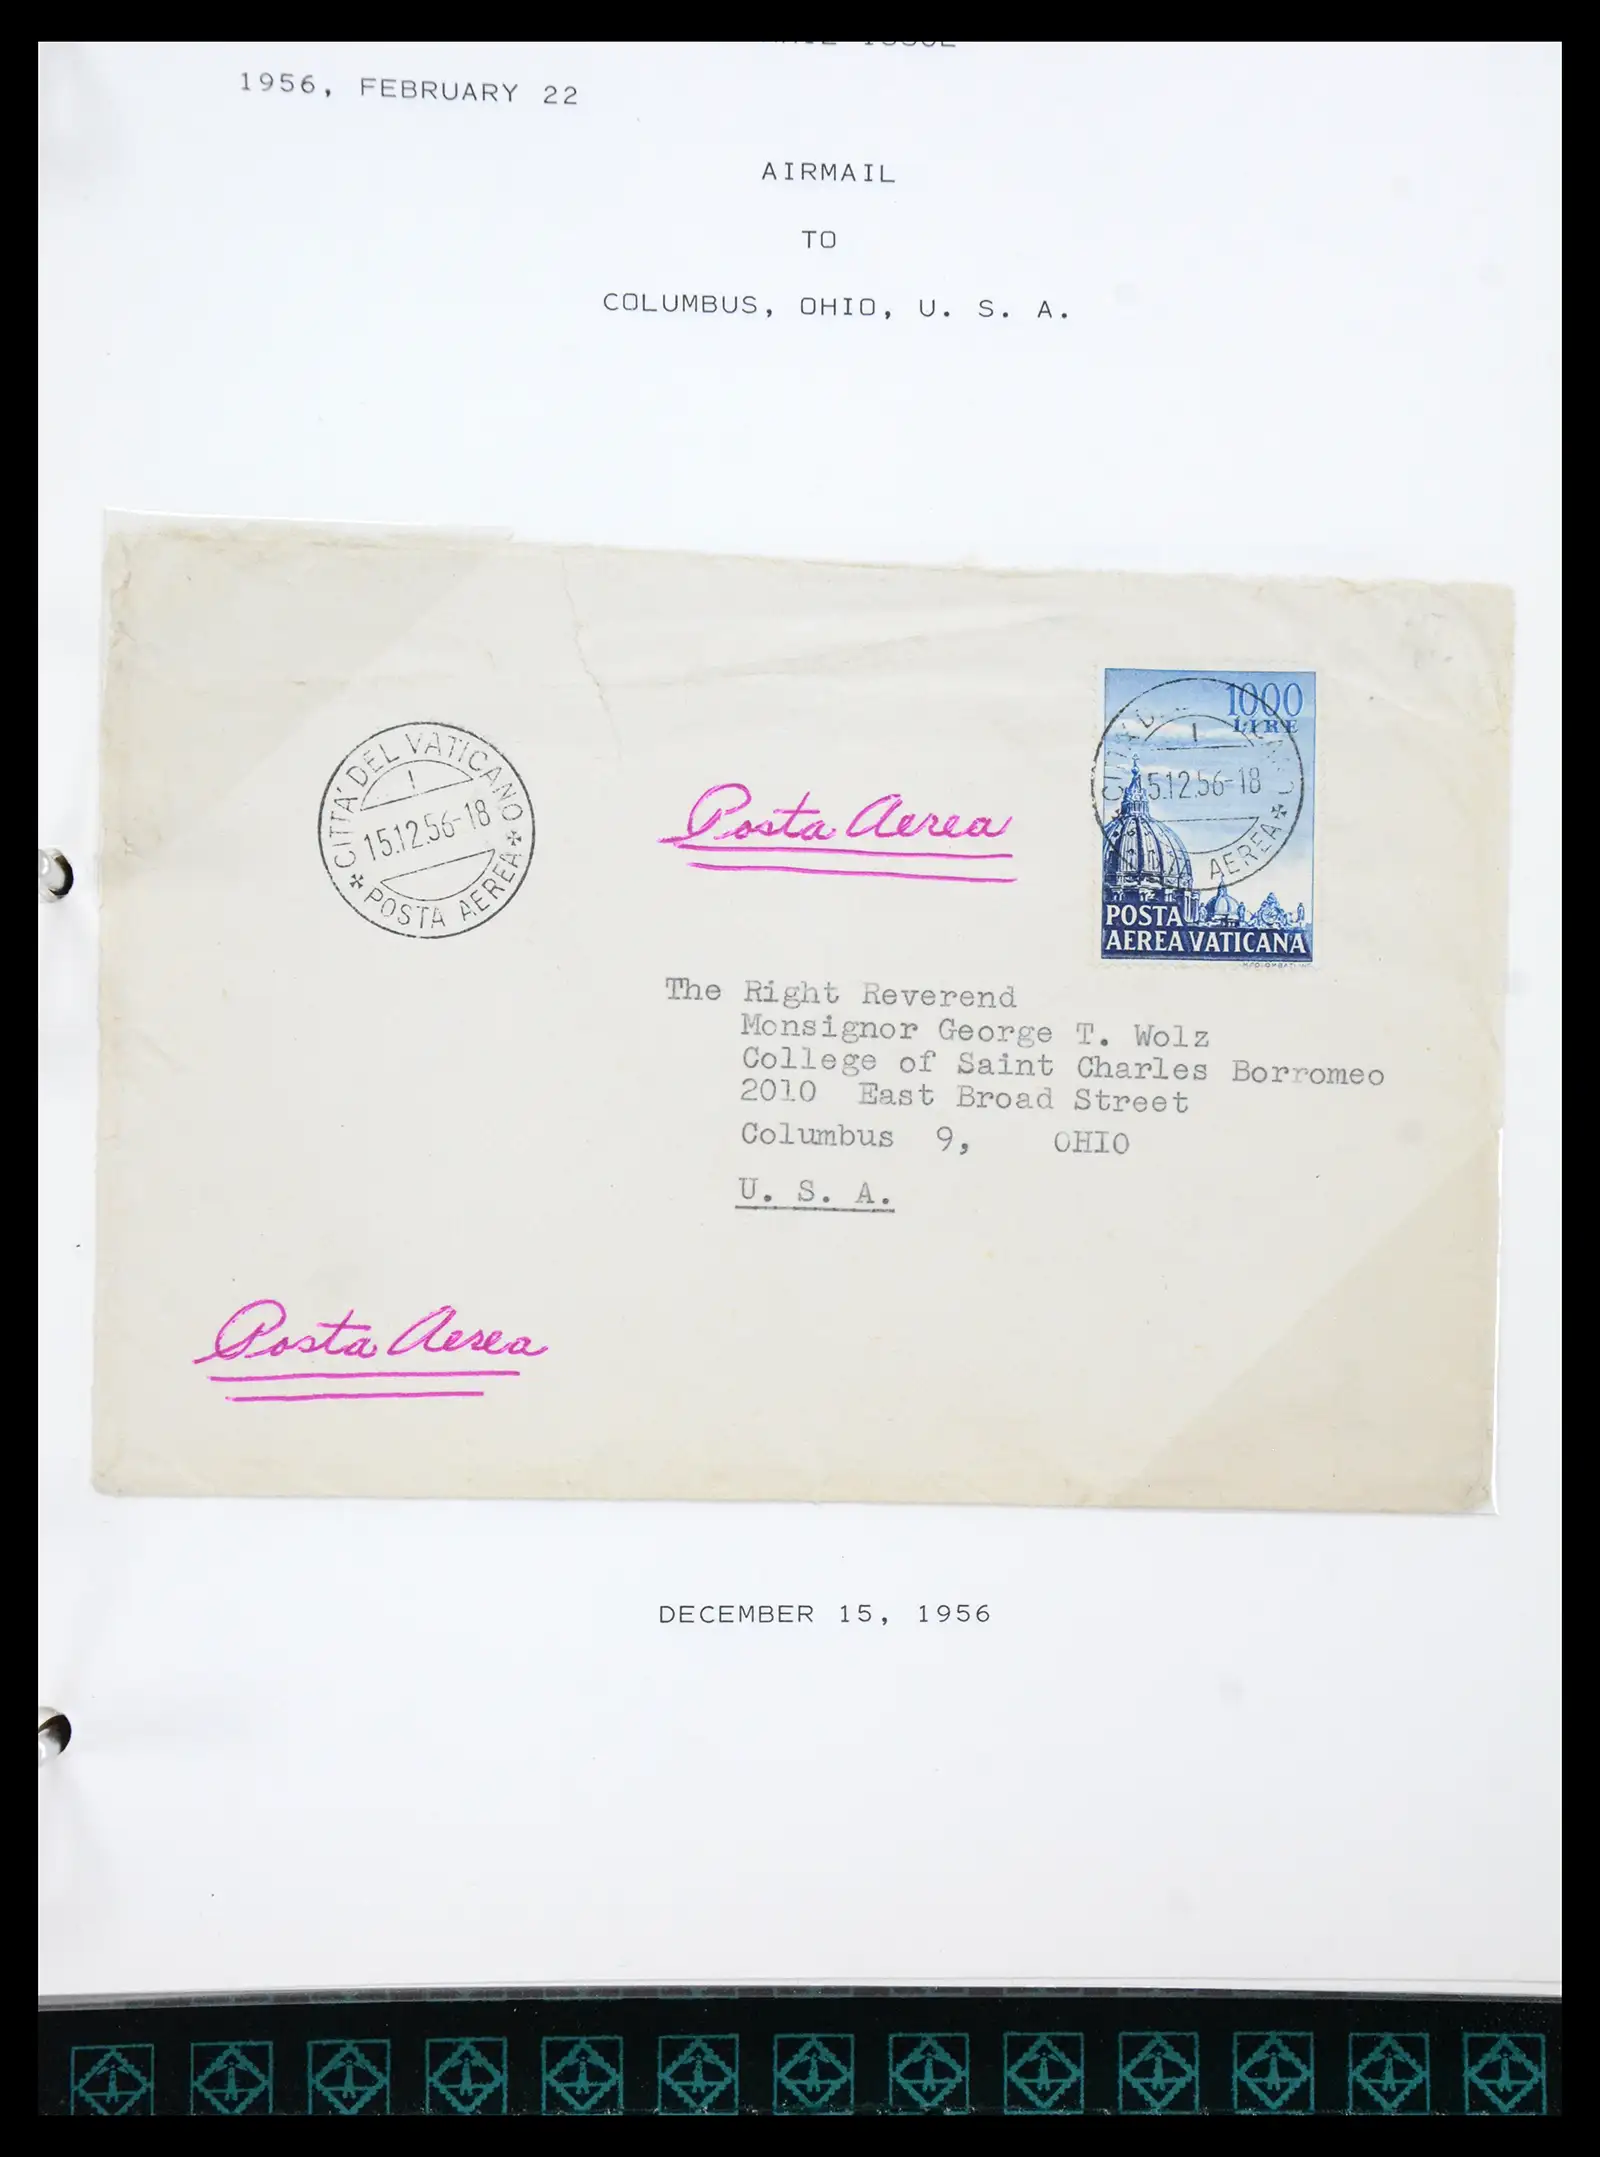 ISSUE
1956, FEBRUARY 22
AIRMAIL
TO
COLUMBUS, OHIO, U. S. A.
CITTA' DEL VATICANO
1
15.12.56-18
POSTA AEREA
Posta Aerea
1000
LIRE
1
15.12.56-18
AEREA
POSTA
AEREA VATICANA
The Right Reverend
Monsignor George T. Wolz
College of Saint Charles Borromeo
2010 East Broad Street
Columbus 9, OHIO
U. S. A.
Posta Aerea
DECEMBER 15, 1956